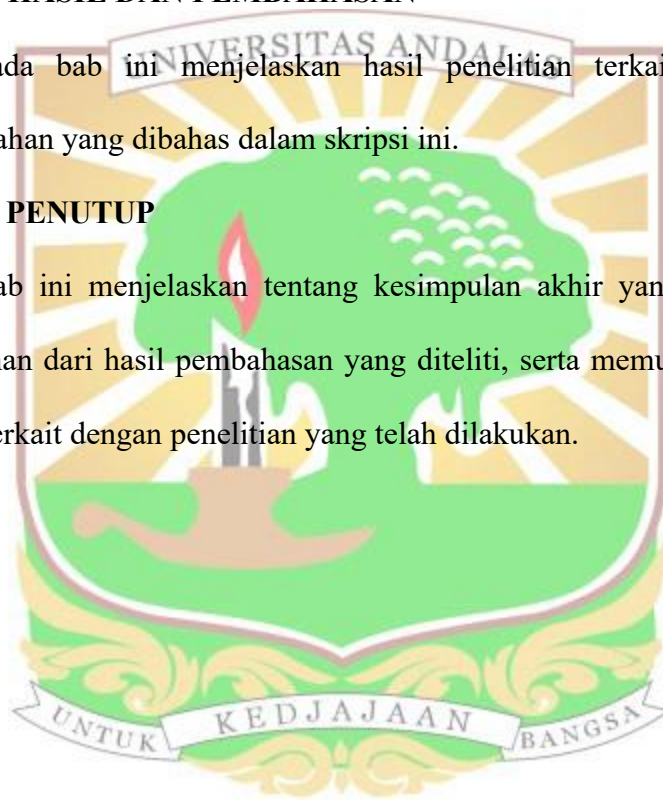 HASIL DAN PEMBAHASAN
UNIVERSITAS ANDALAS
ada bab ini menjelaskan hasil penelitian terkai
ahan yang dibahas dalam skripsi ini.
PENUTUP
ab ini menjelaskan tentang kesimpulan akhir yan
an dari hasil pembahasan yang diteliti, serta memu
erkait dengan penelitian yang telah dilakukan.
UNTUK KEDJAJAAN BANGSA